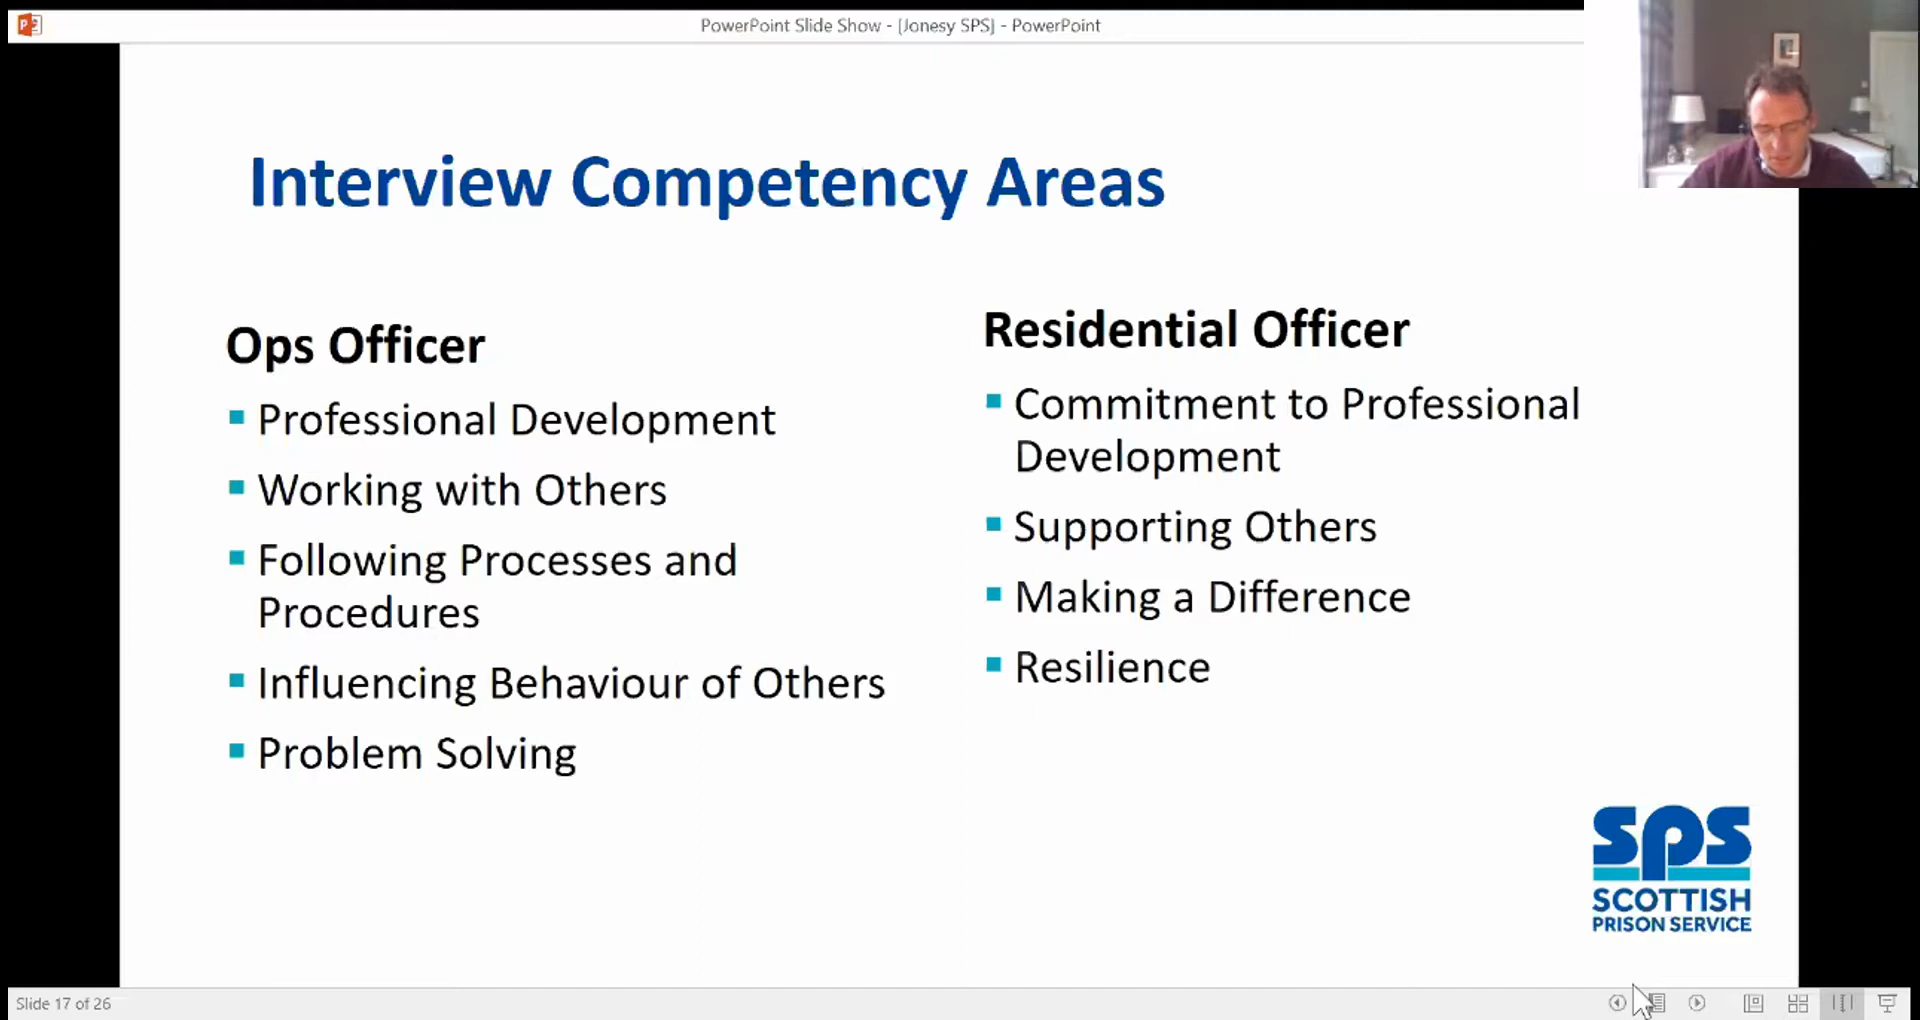 PowerPoint Slide Show - [Jonesy SPS] - PowerPoint
Interview Competency Areas
Ops Officer
Professional Development
Working with Others
Following Processes and
Procedures
Influencing Behaviour of Others
Problem Solving
Residential Officer
Commitment to Professional
Development
Supporting Others
Making a Difference
Resilience
sps
SCOTTISH
PRISON SERVICE
Slide 17 of 26